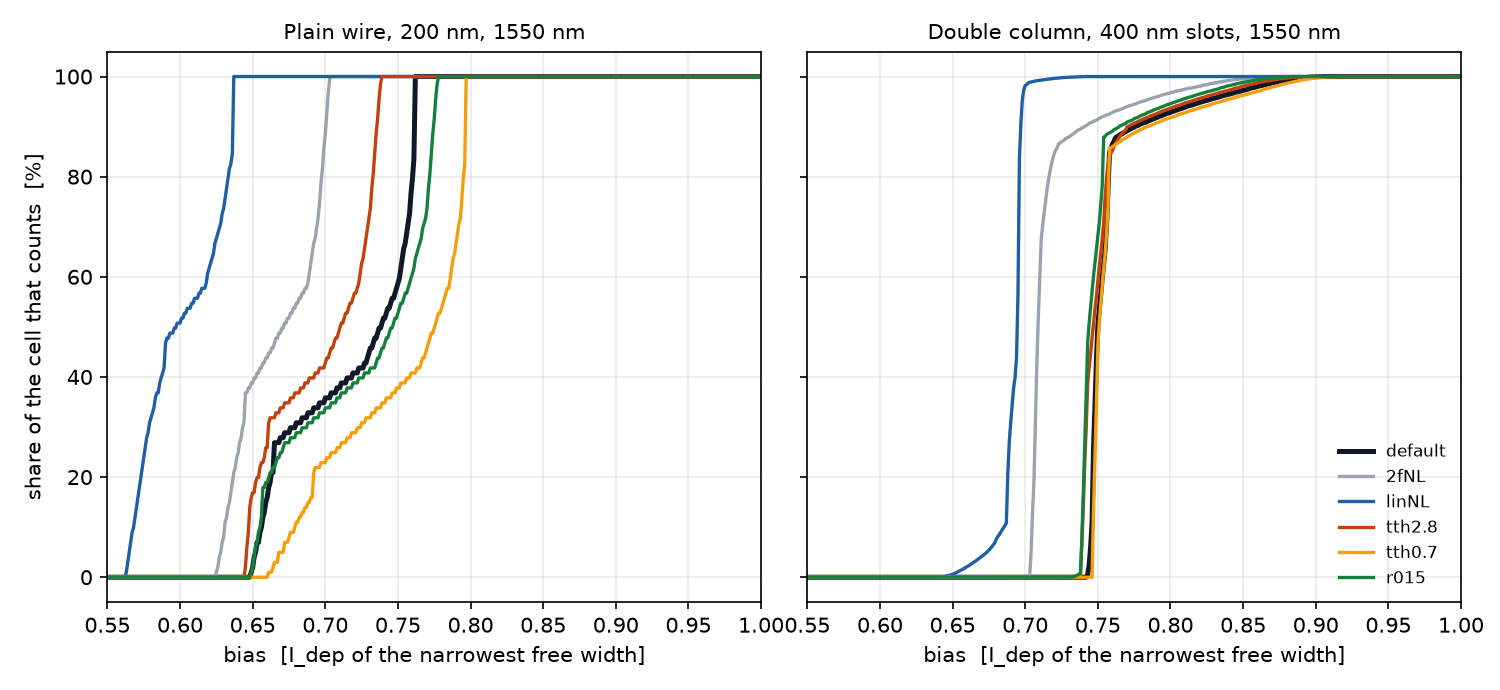 Plain wire, 200 nm, 1550 nm
Double column, 400 nm slots, 1550 nm
share of the cell that counts [%]
100
80
60
40
20
0
default
2fNL
linNL
tth2.8
tth0.7
r015
0.55 0.60 0.65 0.70 0.75 0.80 0.85 0.90 0.95 1.00
0.55 0.60 0.65 0.70 0.75 0.80 0.85 0.90 0.95 1.00
bias [I_dep of the narrowest free width]
bias [I_dep of the narrowest free width]